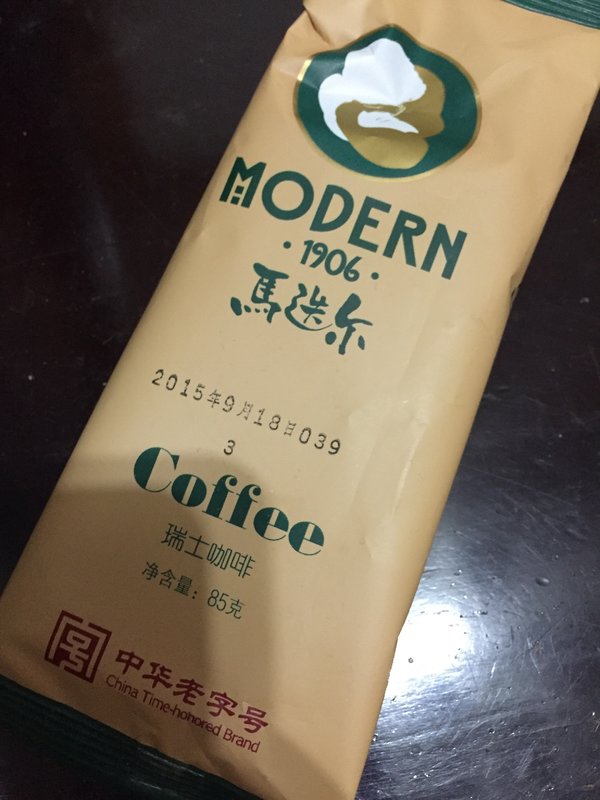 MODERN
·1906·
馬迭尔
2015年9月18日039
3
Coffee
瑞士咖啡
净含量：85克
中华老字号
China Time-honored Brand